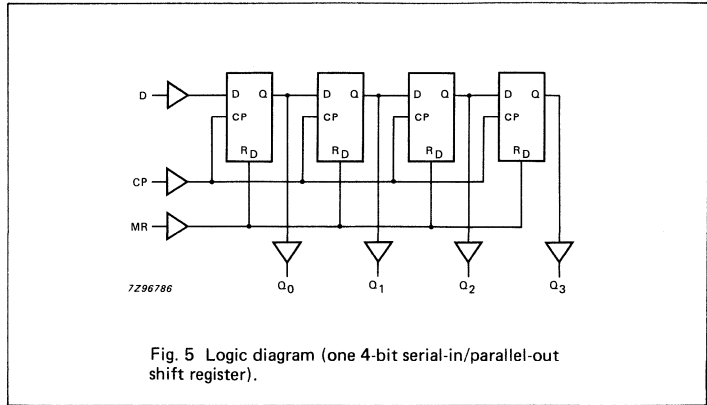 D Q D Q D Q D Q
D
CP CP CP CP
RD RD RD RD
CP
MR
7Z96786 Q0 Q1 Q2 Q3
Fig. 5 Logic diagram (one 4-bit serial-in/parallel-out
shift register).